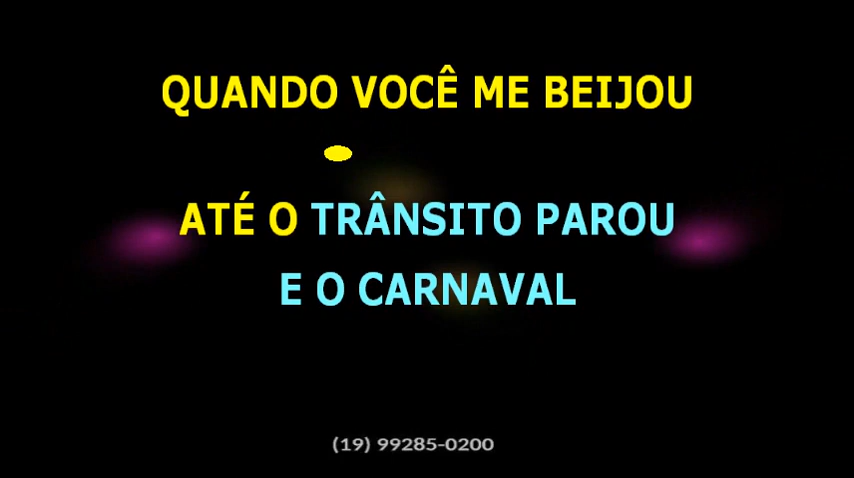 QUANDO VOCÊ ME BEIJOU
ATÉ O TRÂNSITO PAROU
E O CARNAVAL
(19) 99285-0200